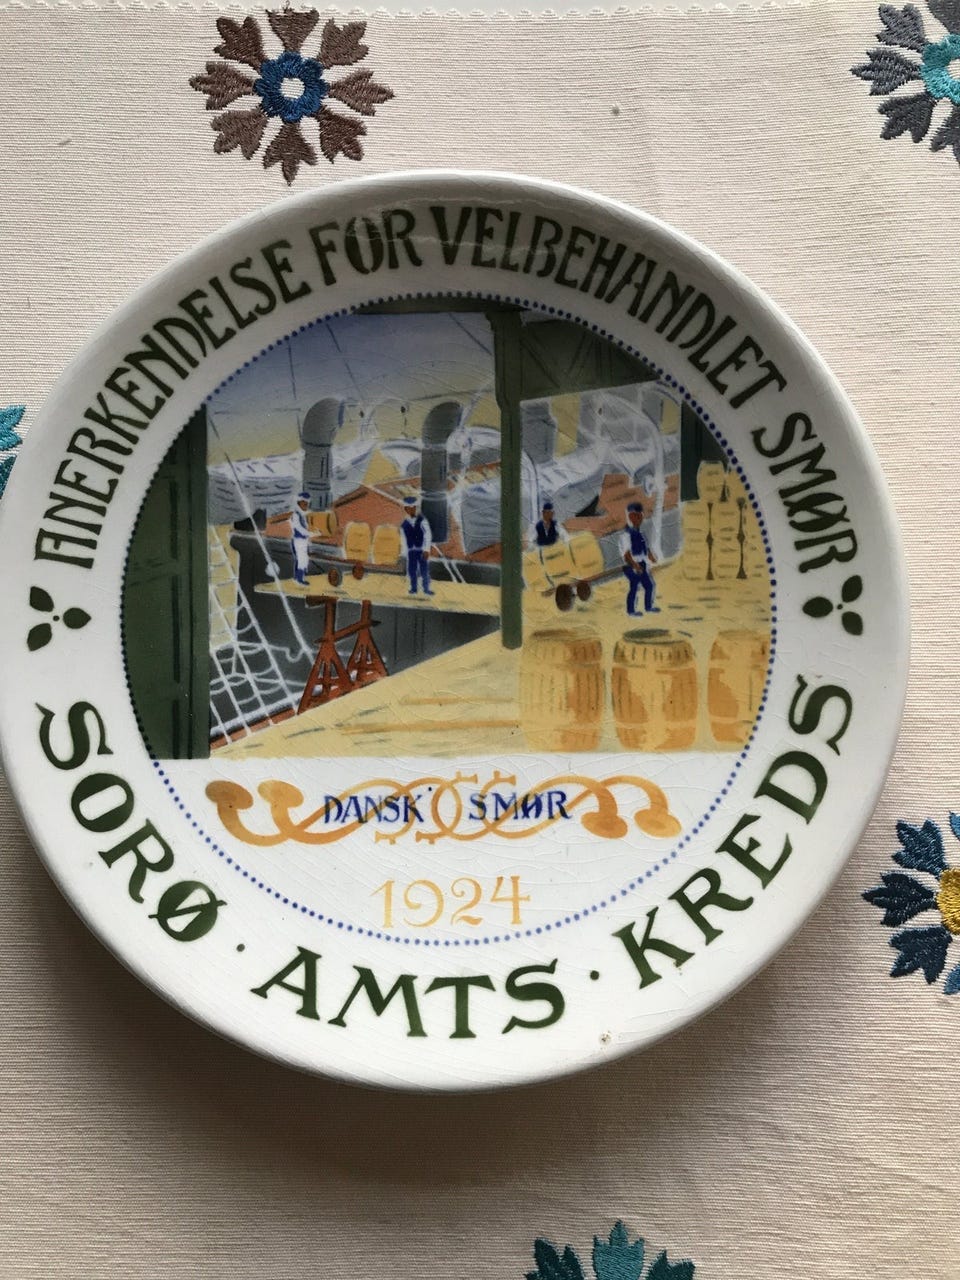 ANERKENDELSE FOR VELBEHANDLET SMØR
DANSK SMØR
1924
SORØ · AMTS · KREDS